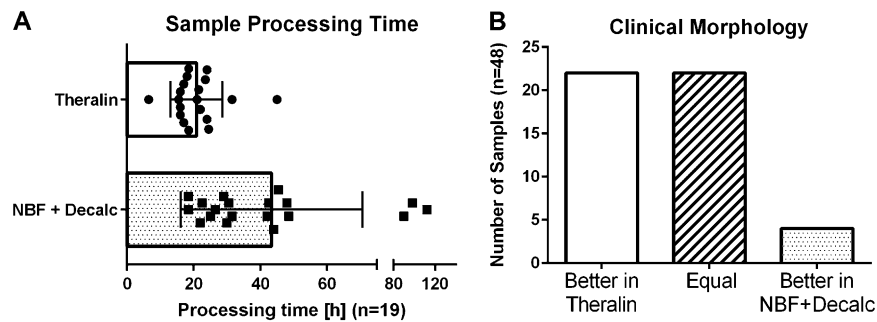 A
Sample Processing Time
Theralin
NBF + Decalc
0 20 40 60 80 120
Processing time [h] (n=19)
B
Clinical Morphology
Number of Samples (n=48)
25
20
15
10
5
0
Better in
Theralin
Equal
Better in
NBF+Decalc